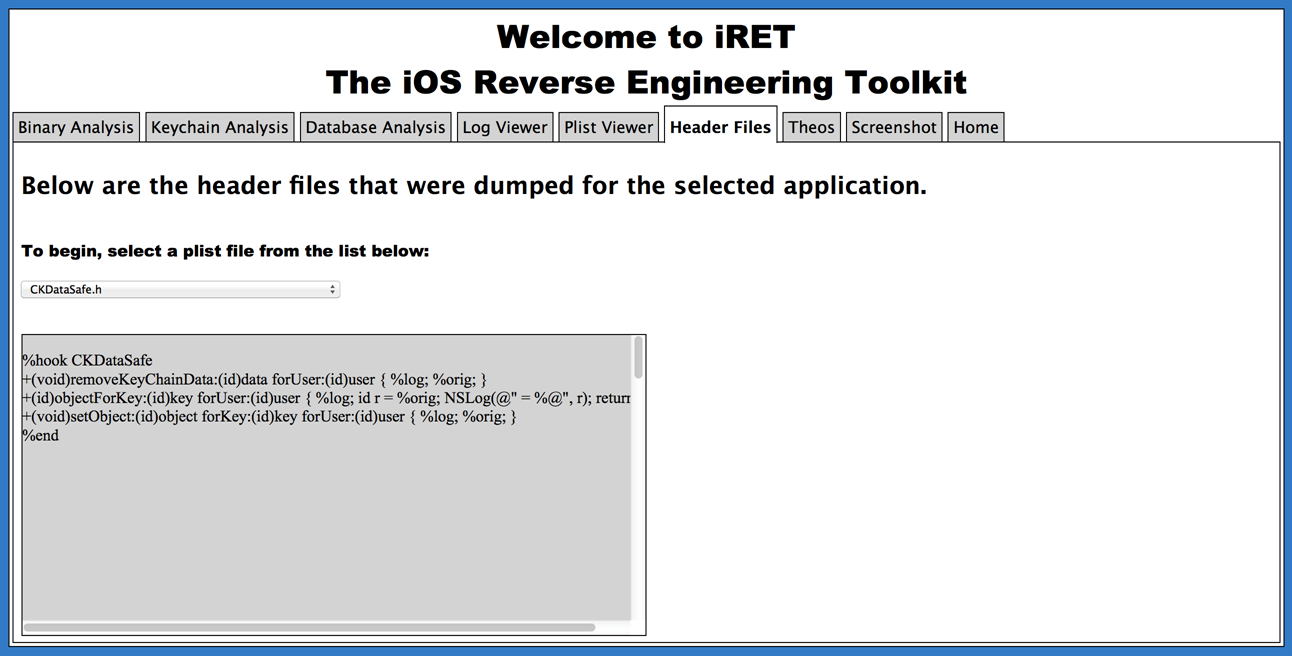 Welcome to iRET
The iOS Reverse Engineering Toolkit
Binary Analysis Keychain Analysis Database Analysis Log Viewer Plist Viewer Header Files Theos Screenshot Home
Below are the header files that were dumped for the selected application.
To begin, select a plist file from the list below:
CKDataSafe.h
%hook CKDataSafe
+(void)removeKeyChainData:(id)data forUser:(id)user { %log; %orig; }
+(id)objectForKey:(id)key forUser:(id)user { %log; id r = %orig; NSLog(@" = %@", r); return
+(void)setObject:(id)object forKey:(id)key forUser:(id)user { %log; %orig; }
%end